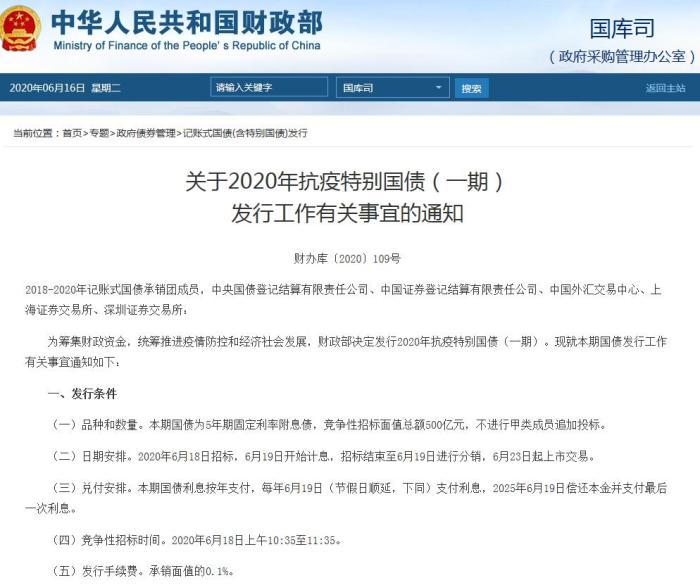 中华人民共和国财政部
Ministry of Finance of the People's Republic of China
国库司
（政府采购管理办公室）
2020年06月16日 星期二
请输入关键字
国库司
搜索
返回主站
当前位置：首页>专题>政府债券管理>记账式国债(含特别国债)发行
关于2020年抗疫特别国债（一期）
发行工作有关事宜的通知
财办库〔2020〕109号
2018-2020年记账式国债承销团成员，中央国债登记结算有限责任公司、中国证券登记结算有限责任公司、中国外汇交易中心、上
海证券交易所、深圳证券交易所：
为筹集财政资金，统筹推进疫情防控和经济社会发展，财政部决定发行2020年抗疫特别国债（一期）。现就本期国债发行工作
有关事宜通知如下：
一、发行条件
（一）品种和数量。本期国债为5年期固定利率附息债，竞争性招标面值总额500亿元，不进行甲类成员追加投标。
（二）日期安排。2020年6月18日招标，6月19日开始计息，招标结束至6月19日进行分销，6月23日起上市交易。
（三）兑付安排。本期国债利息按年支付，每年6月19日（节假日顺延，下同）支付利息，2025年6月19日偿还本金并支付最后
一次利息。
（四）竞争性招标时间。2020年6月18日上午10:35至11:35。
（五）发行手续费。承销面值的0.1%。